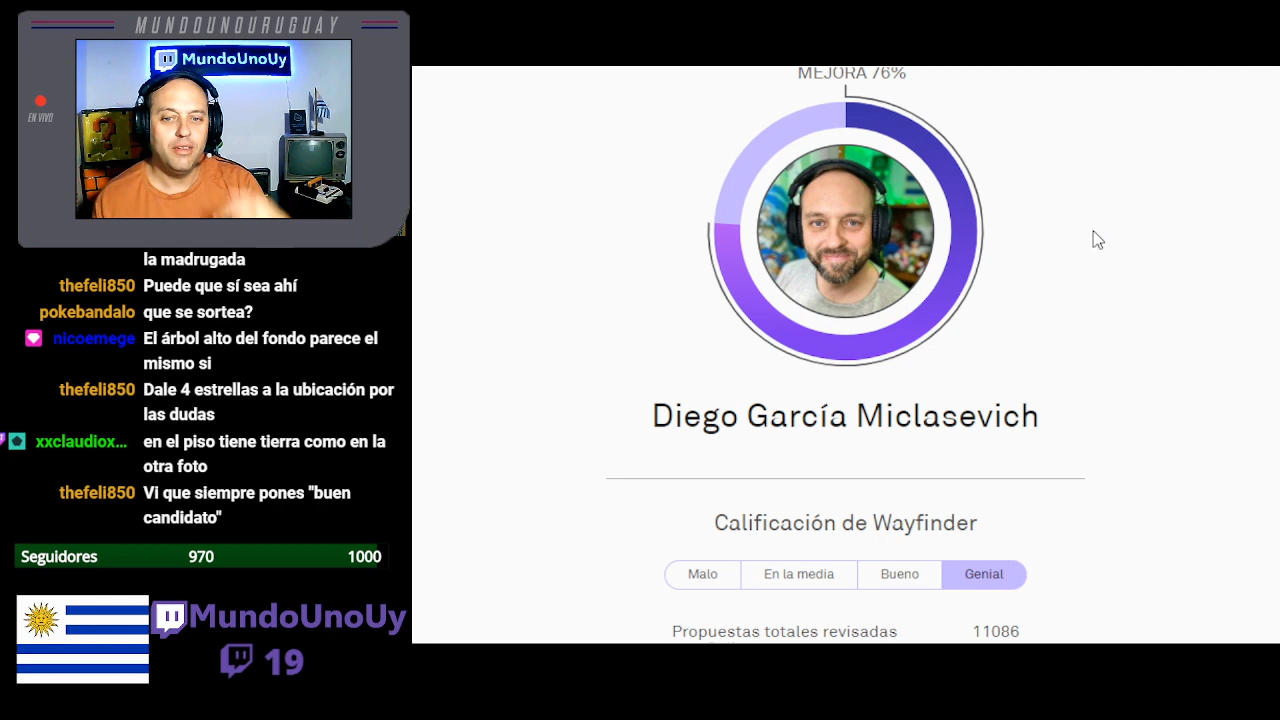 MUNDOUNOURUGUAY
MundoUnoUy
EN VIVO
la madrugada
thefeli850 Puede que sí sea ahí
pokebandalo que se sortea?
nicoemege El árbol alto del fondo parece el
mismo si
thefeli850 Dale 4 estrellas a la ubicación por
las dudas
xxclaudiox... en el piso tiene tierra como en la
otra foto
thefeli850 Vi que siempre pones "buen
candidato"
Seguidores 970 1000
MundoUnoUy
19
MEJORA 76%
Diego García Miclasevich
Calificación de Wayfinder
Malo En la media Bueno Genial
Propuestas totales revisadas 11086